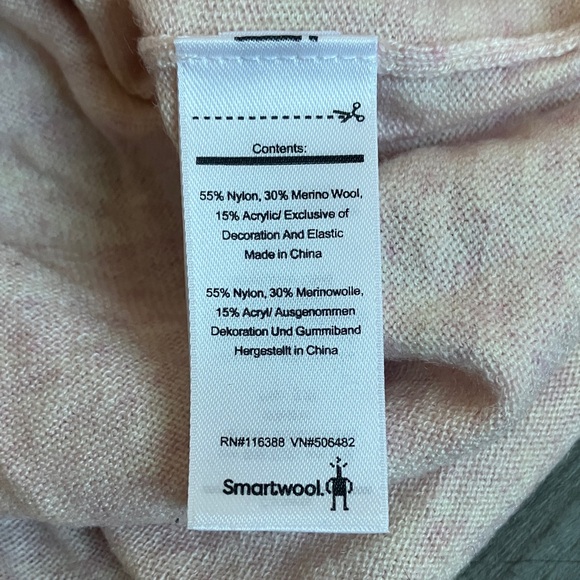 Contents:
55% Nylon, 30% Merino Wool,
15% Acrylic/ Exclusive of
Decoration And Elastic
Made in China
55% Nylon, 30% Merinowolle,
15% Acryl/ Ausgenommen
Dekoration Und Gummiband
Hergestellt in China
RN#116388 VN#506482
Smartwool.